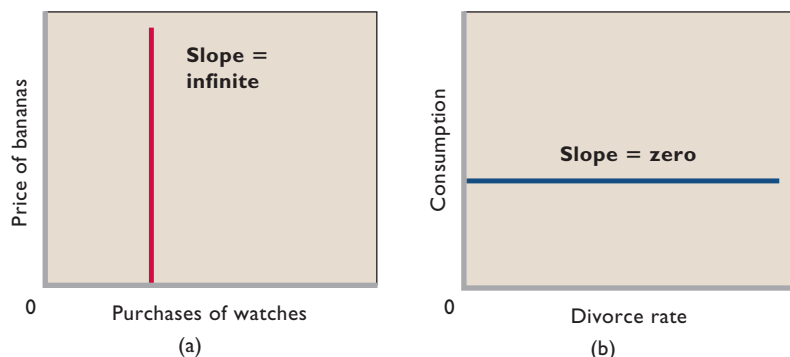 Price of bananas
Slope =
infinite
0
Purchases of watches
(a)
Consumption
Slope = zero
0
Divorce rate
(b)